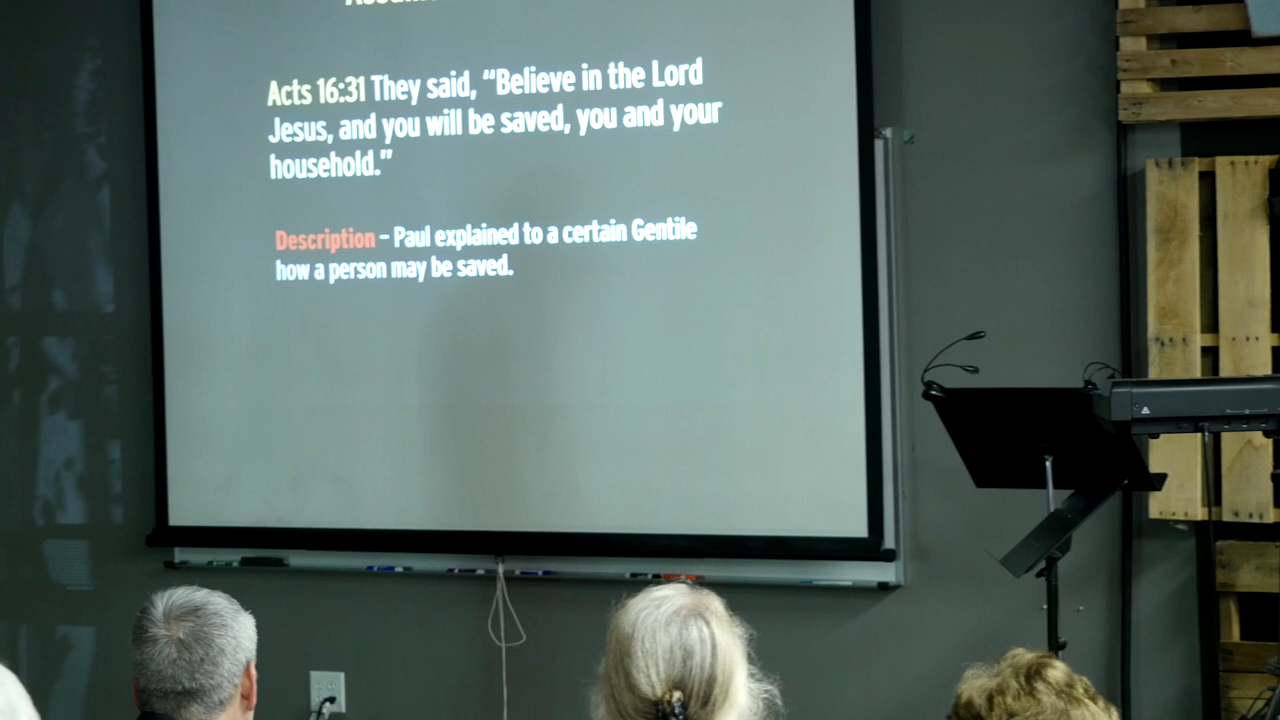 Acts 16:31 They said, “Believe in the Lord
Jesus, and you will be saved, you and your
household.”
Description – Paul explained to a certain Gentile
how a person may be saved.